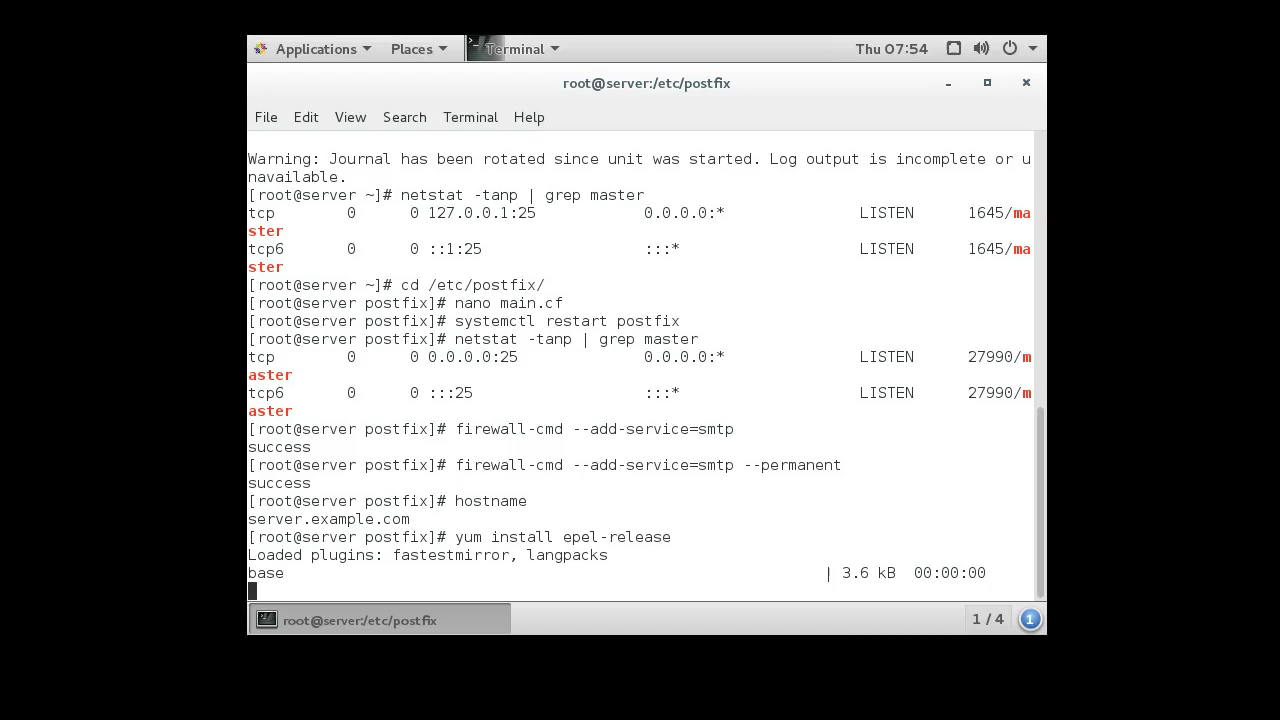 Applications Places Terminal Thu 07:54
root@server:/etc/postfix
File Edit View Search Terminal Help
Warning: Journal has been rotated since unit was started. Log output is incomplete or u
navailable.
[root@server ~]# netstat -tanp | grep master
tcp        0      0 127.0.0.1:25            0.0.0.0:*               LISTEN      1645/ma
ster
tcp6       0      0 ::1:25                  :::*                    LISTEN      1645/ma
ster
[root@server ~]# cd /etc/postfix/
[root@server postfix]# nano main.cf
[root@server postfix]# systemctl restart postfix
[root@server postfix]# netstat -tanp | grep master
tcp        0      0 0.0.0.0:25              0.0.0.0:*               LISTEN      27990/m
aster
tcp6       0      0 :::25                   :::*                    LISTEN      27990/m
aster
[root@server postfix]# firewall-cmd --add-service=smtp
success
[root@server postfix]# firewall-cmd --add-service=smtp --permanent
success
[root@server postfix]# hostname
server.example.com
[root@server postfix]# yum install epel-release
Loaded plugins: fastestmirror, langpacks
base                                                            | 3.6 kB  00:00:00
root@server:/etc/postfix 1 / 4 1